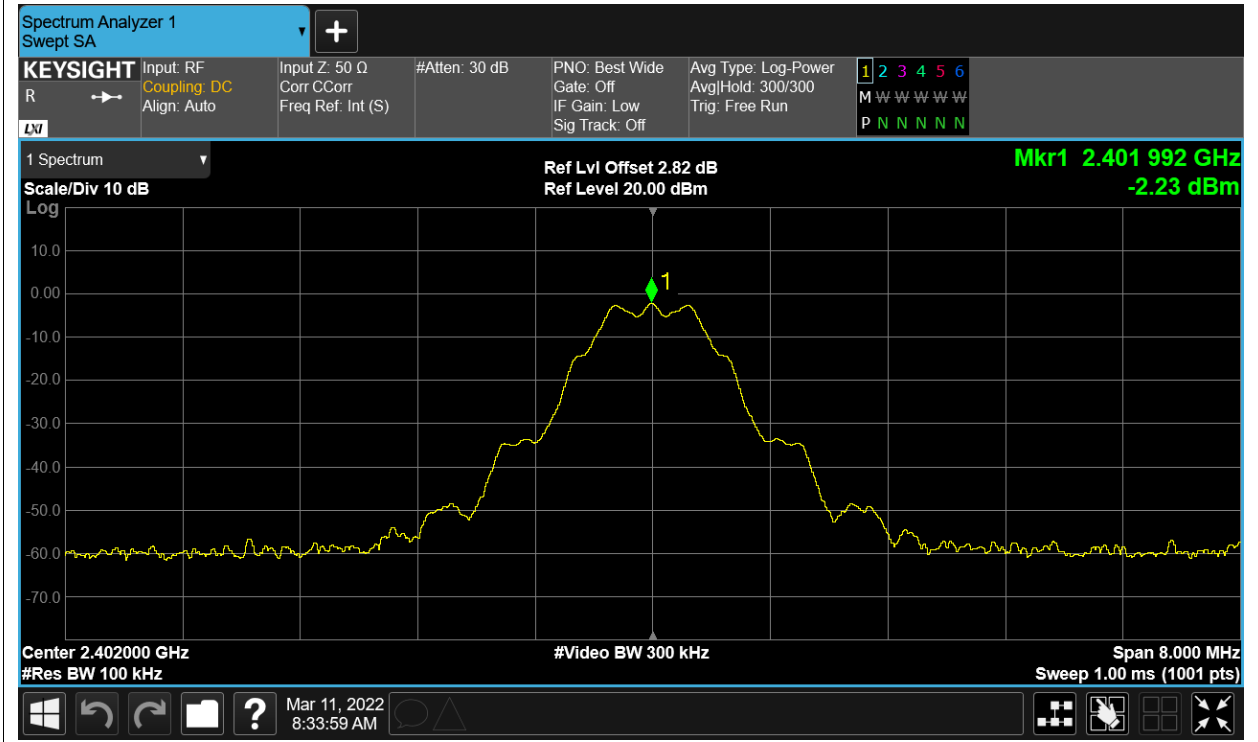 Spectrum Analyzer 1
Swept SA
KEYSIGHT
R
LXI
Input: RF
Coupling: DC
Align: Auto
Input Z: 50 Ω
Corr CCorr
Freq Ref: Int (S)
#Atten: 30 dB
PNO: Best Wide
Gate: Off
IF Gain: Low
Sig Track: Off
Avg Type: Log-Power
Avg|Hold: 300/300
Trig: Free Run
1 2 3 4 5 6
M W W W W W
P N N N N N
1 Spectrum
Scale/Div 10 dB
Log
Ref Lvl Offset 2.82 dB
Ref Level 20.00 dBm
Mkr1 2.401 992 GHz
-2.23 dBm
1
10.0
0.00
-10.0
-20.0
-30.0
-40.0
-50.0
-60.0
-70.0
Center 2.402000 GHz
#Res BW 100 kHz
#Video BW 300 kHz
Span 8.000 MHz
Sweep 1.00 ms (1001 pts)
?
Mar 11, 2022
8:33:59 AM